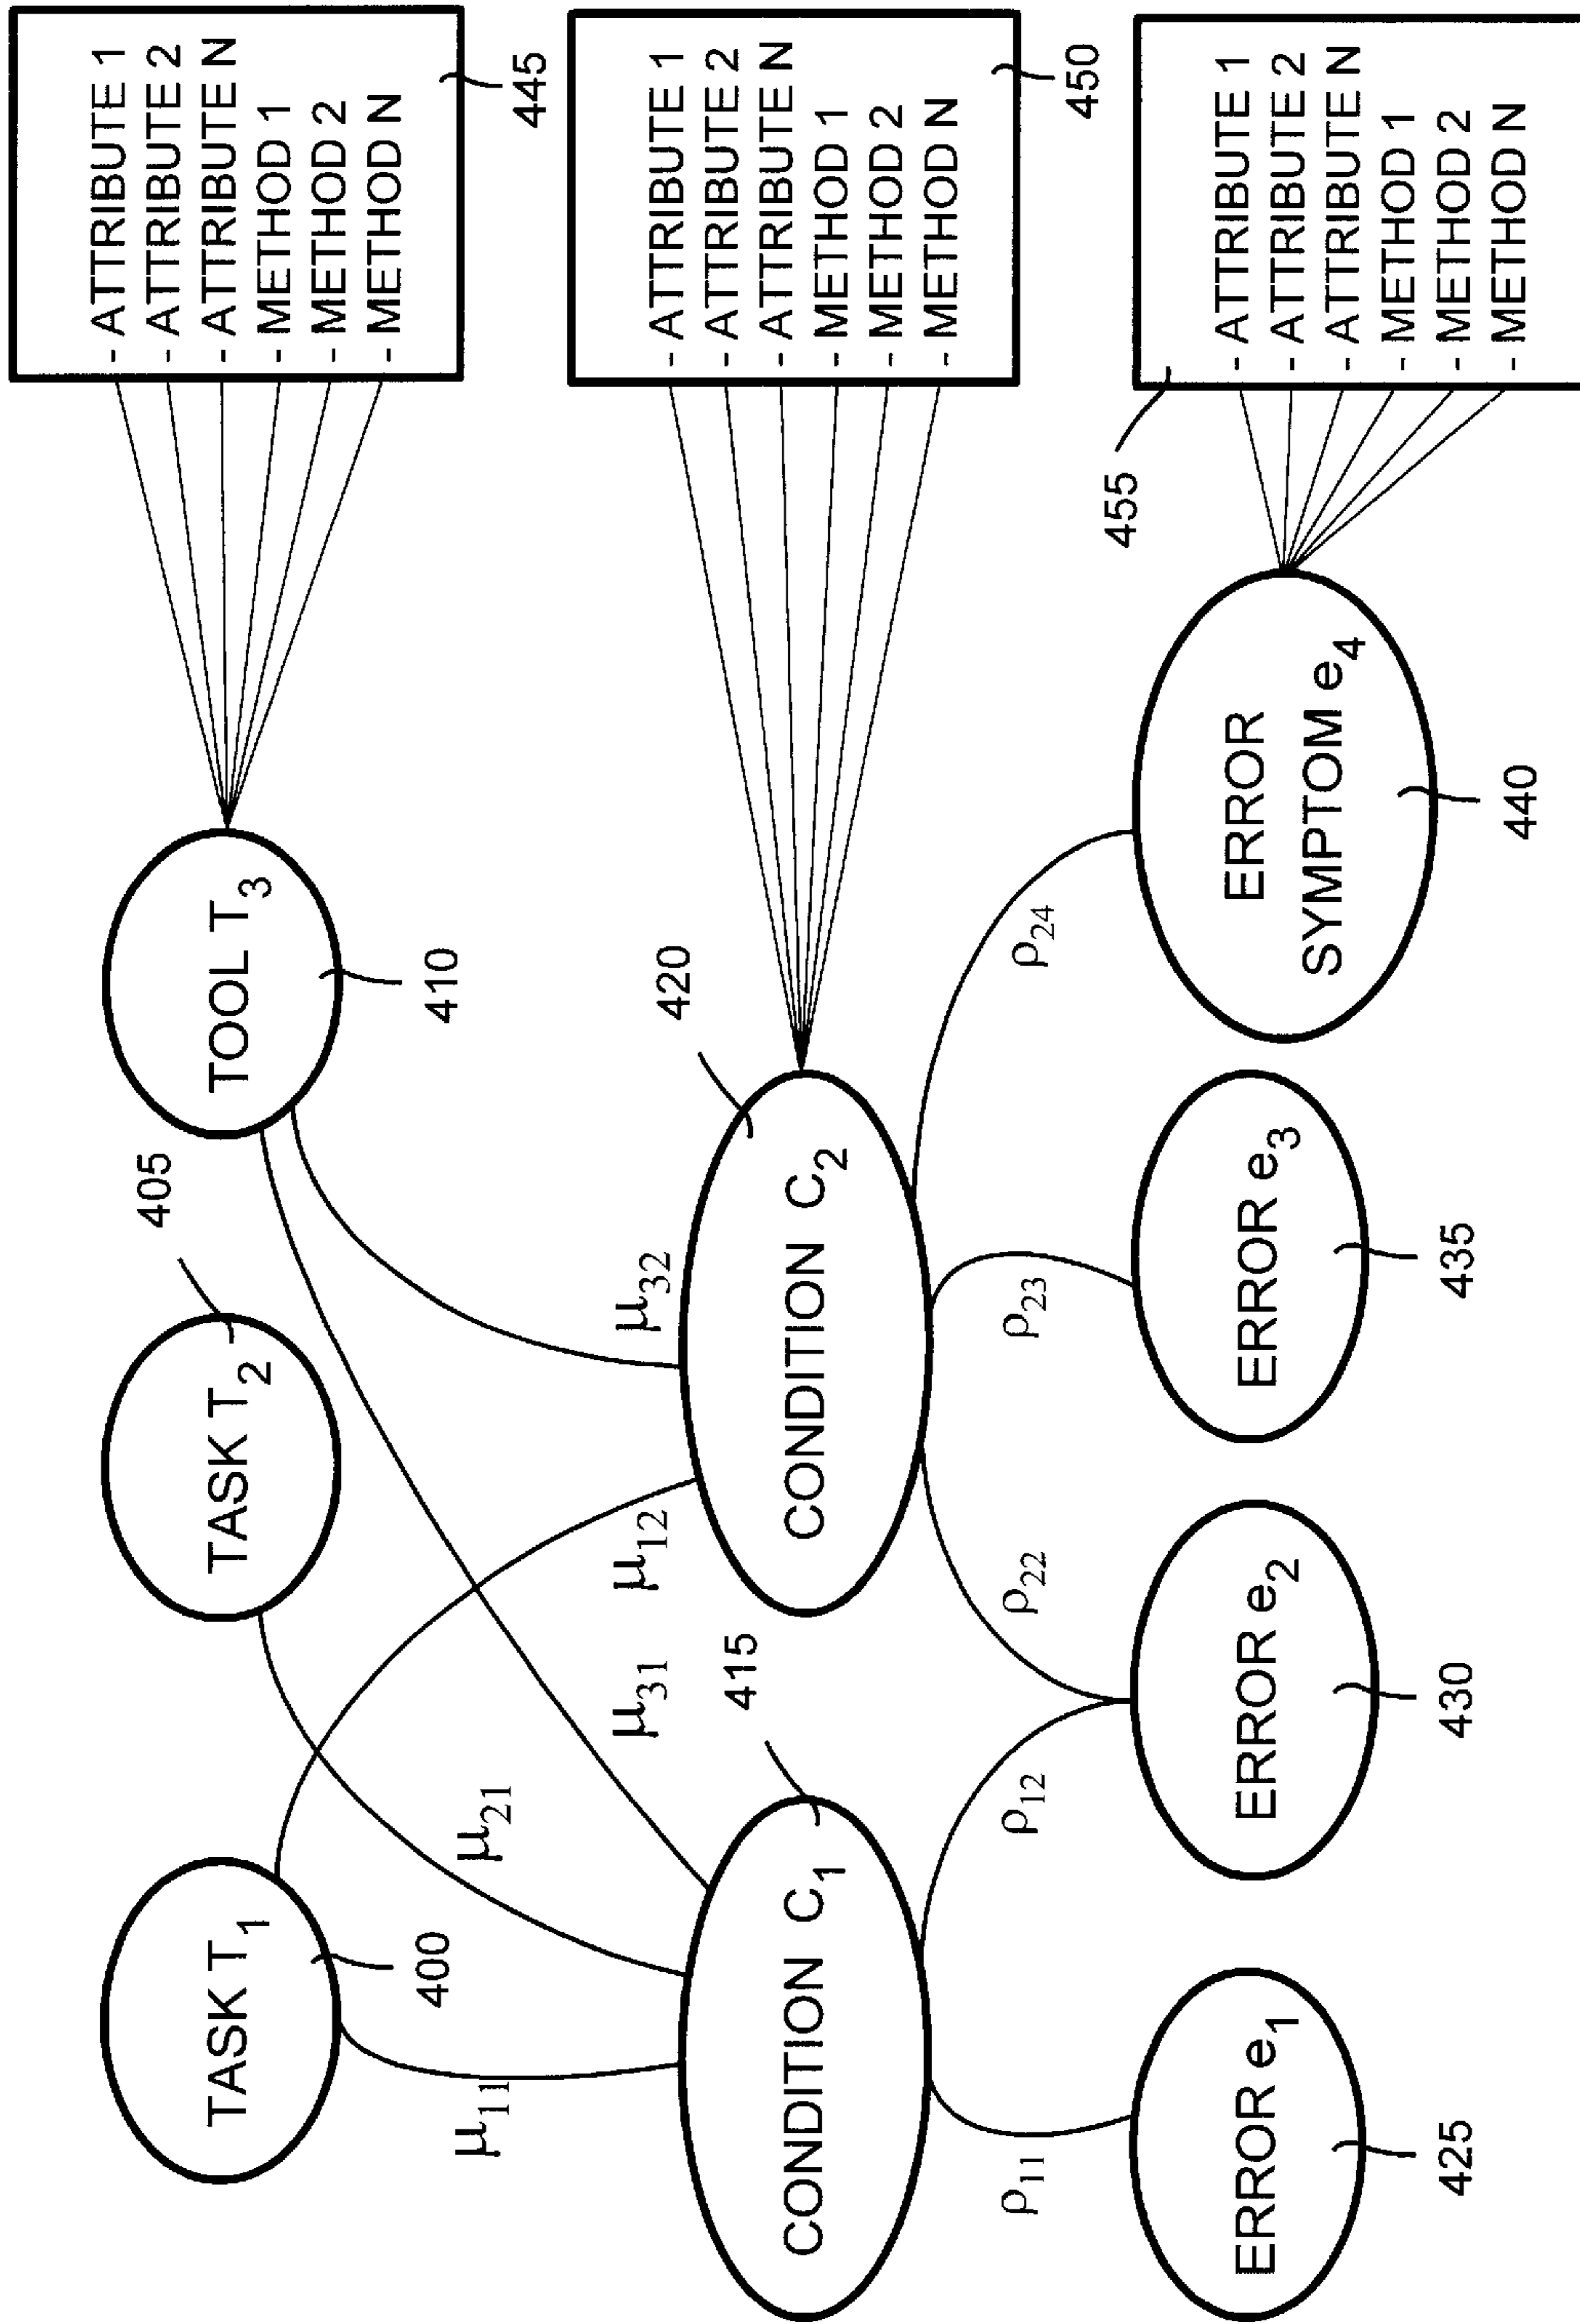 TASK T₁
400
TASK T₂
405
TOOL T₃
410
- ATTRIBUTE 1
- ATTRIBUTE 2
- ATTRIBUTE N
- METHOD 1
- METHOD 2
- METHOD N
445
μ₁₁
μ₂₁
μ₃₁
μ₁₂
μ₃₂
CONDITION C₁
415
CONDITION C₂
420
- ATTRIBUTE 1
- ATTRIBUTE 2
- ATTRIBUTE N
- METHOD 1
- METHOD 2
- METHOD N
450
ρ₁₁
ρ₁₂
ρ₂₂
ρ₂₃
ρ₂₄
ERROR e₁
425
ERROR e₂
430
ERROR e₃
435
ERROR
SYMPTOM e₄
440
455
- ATTRIBUTE 1
- ATTRIBUTE 2
- ATTRIBUTE N
- METHOD 1
- METHOD 2
- METHOD N